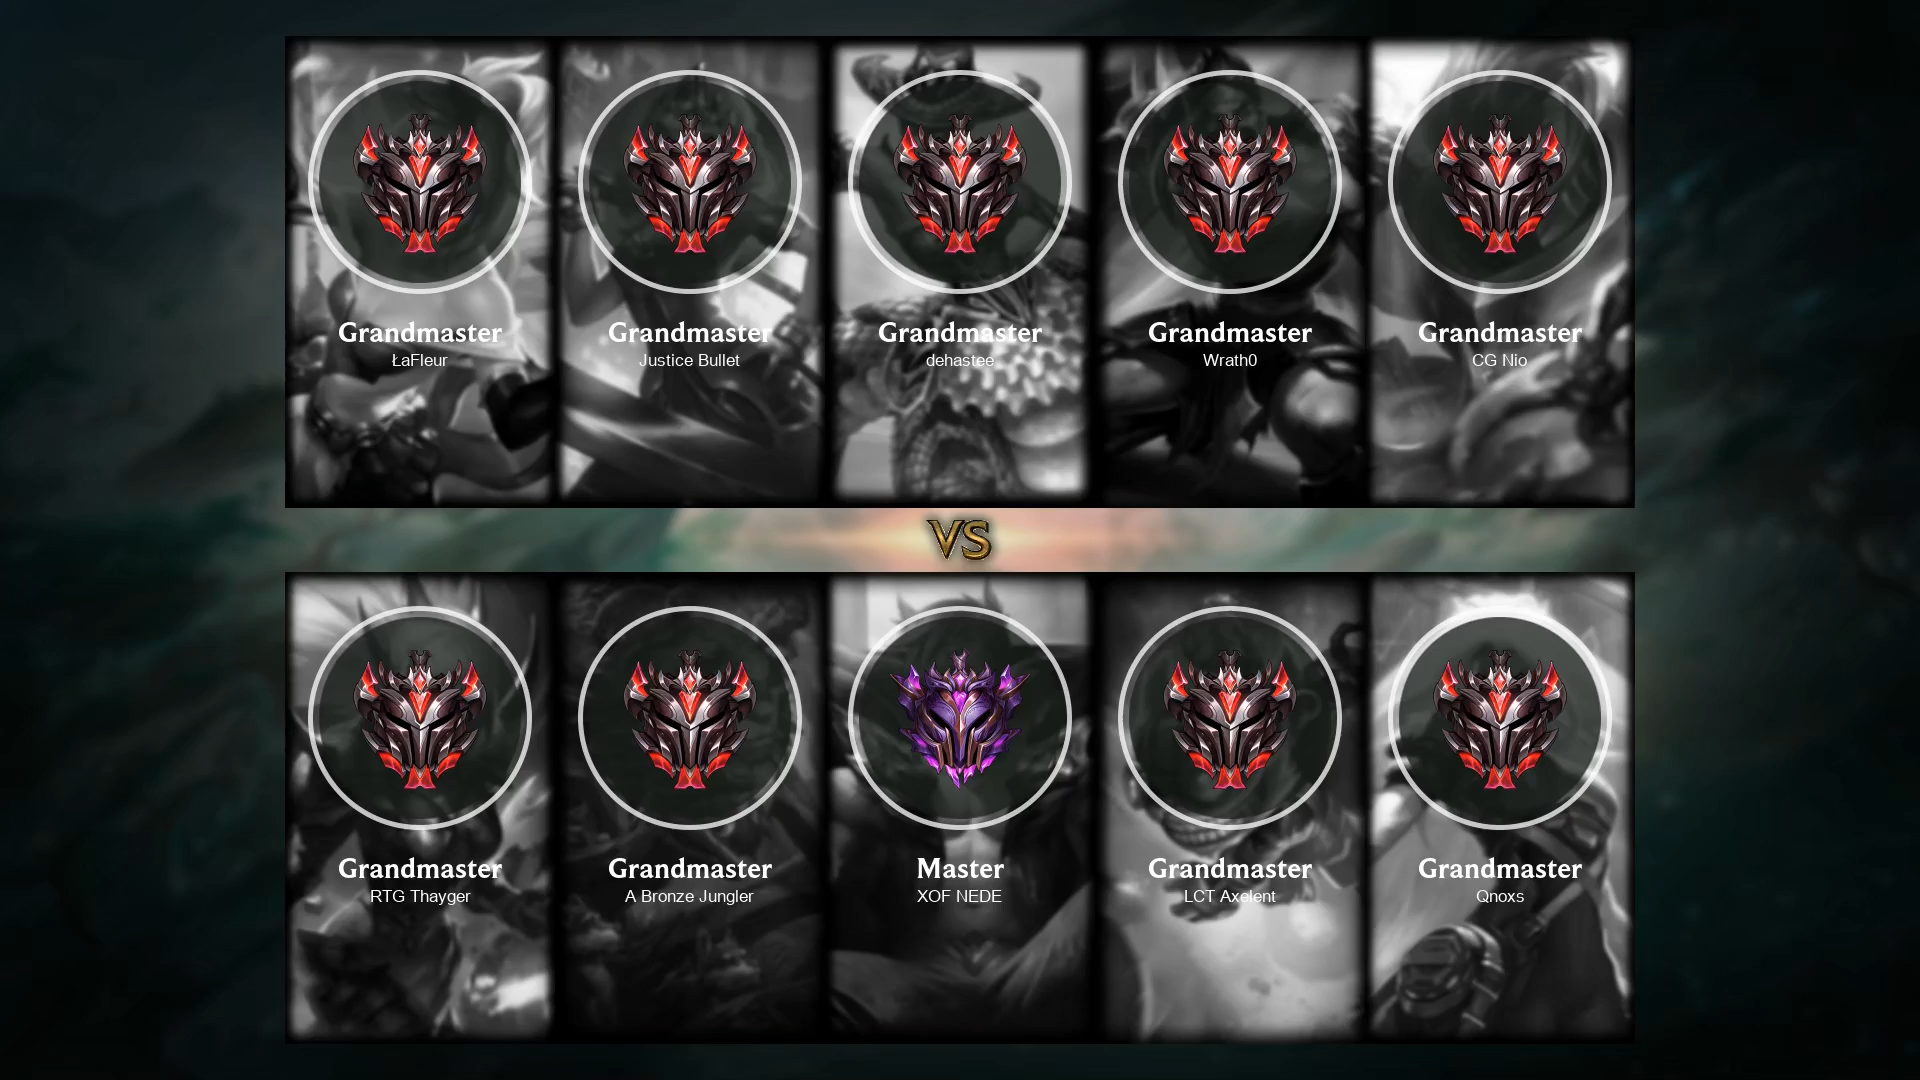 Grandmaster
ŁaFleur
Grandmaster
Justice Bullet
Grandmaster
dehastee
Grandmaster
Wrath0
Grandmaster
CG Nio
VS
Grandmaster
RTG Thayger
Grandmaster
A Bronze Jungler
Master
XOF NEDE
Grandmaster
LCT Axelent
Grandmaster
Qnoxs